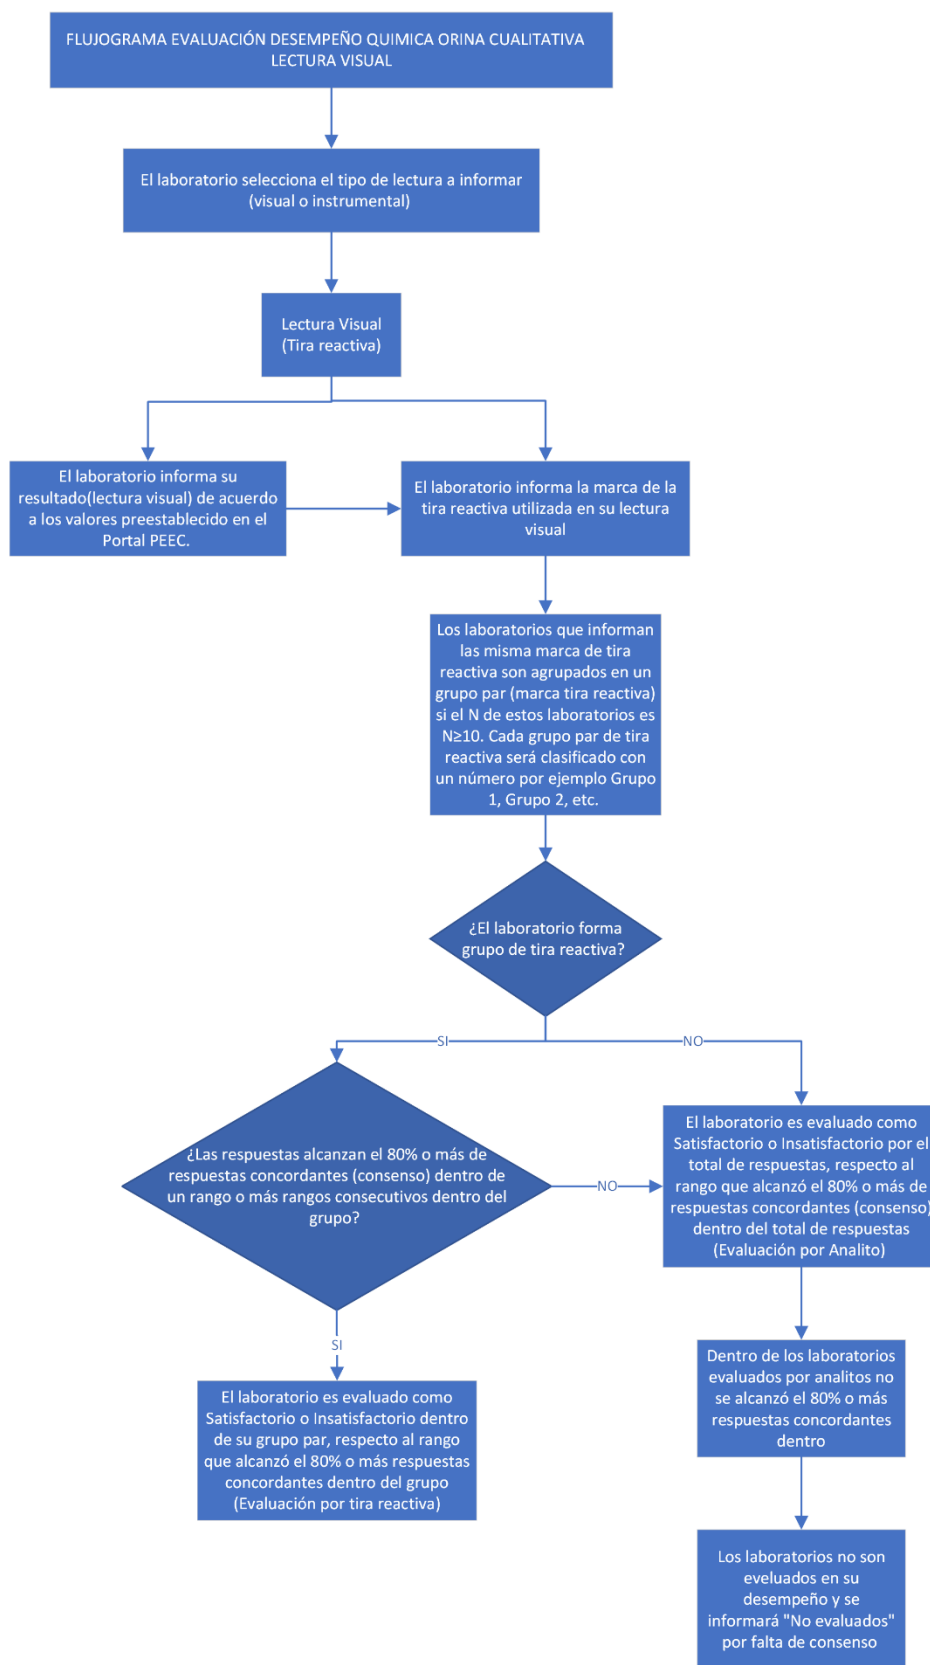 FLUJOGRAMA EVALUACIÓN DESEMPEÑO QUIMICA ORINA CUALITATIVA
LECTURA VISUAL
El laboratorio selecciona el tipo de lectura a informar
(visual o instrumental)
Lectura Visual
(Tira reactiva)
El laboratorio informa su
resultado(lectura visual) de acuerdo
a los valores preestablecido en el
Portal PEEC.
El laboratorio informa la marca de la
tira reactiva utilizada en su lectura
visual
Los laboratorios que informan
las misma marca de tira
reactiva son agrupados en un
grupo par (marca tira reactiva)
si el N de estos laboratorios es
N≥10. Cada grupo par de tira
reactiva será clasificado con
un número por ejemplo Grupo
1, Grupo 2, etc.
¿El laboratorio forma
grupo de tira reactiva?
SI
NO
¿Las respuestas alcanzan el 80% o más de
respuestas concordantes (consenso) dentro de
un rango o más rangos consecutivos dentro del
grupo?
NO
El laboratorio es evaluado como
Satisfactorio o Insatisfactorio por el
total de respuestas, respecto al
rango que alcanzó el 80% o más de
respuestas concordantes (consenso)
dentro del total de respuestas
(Evaluación por Analito)
SI
El laboratorio es evaluado como
Satisfactorio o Insatisfactorio dentro
de su grupo par, respecto al rango
que alcanzó el 80% o más respuestas
concordantes dentro del grupo
(Evaluación por tira reactiva)
Dentro de los laboratorios
evaluados por analitos no
se alcanzó el 80% o más
respuestas concordantes
dentro
Los laboratorios no son
eveluados en su
desempeño y se
informará "No evaluados"
por falta de consenso